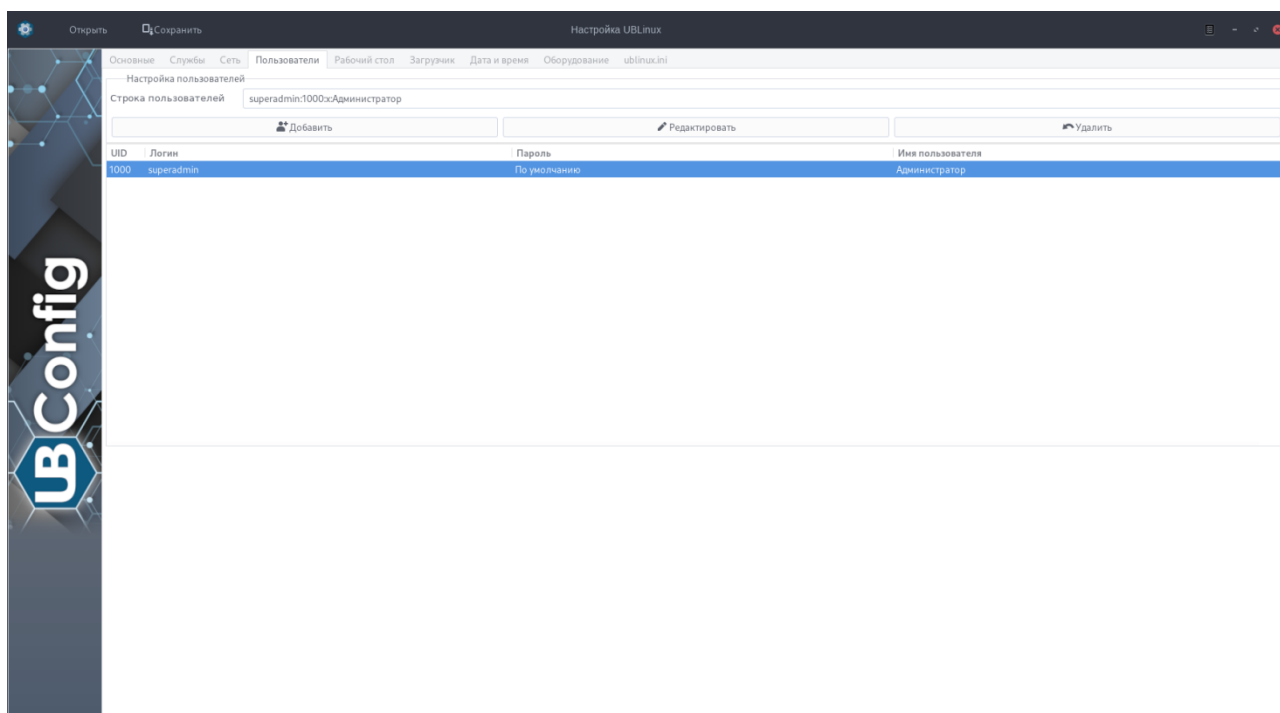 Открыть Сохранить Настройка UBLinux
Основные Службы Сеть Пользователи Рабочий стол Загрузчик Дата и время Оборудование ublinux.ini
Настройка пользователей
Строка пользователей superadmin:1000:x:Администратор
Добавить Редактировать Удалить
UID Логин Пароль Имя пользователя
1000 superadmin По умолчанию Администратор
UBConfig